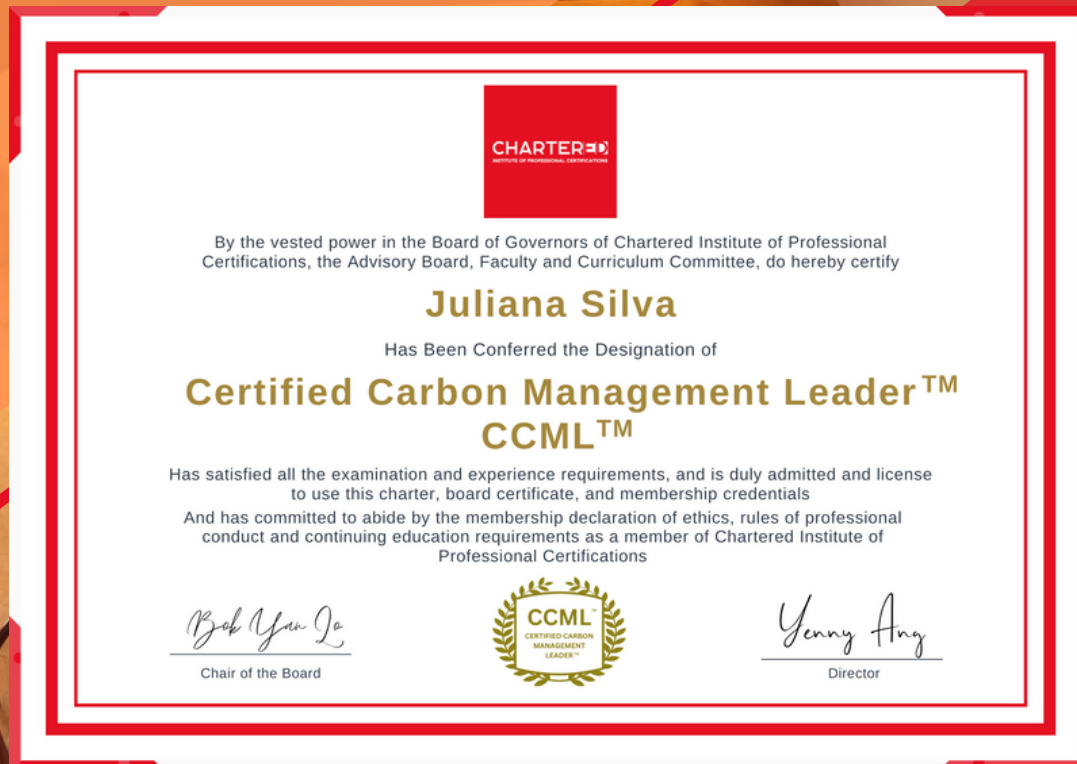 CHARTERED
INSTITUTE OF PROFESSIONAL CERTIFICATIONS
By the vested power in the Board of Governors of Chartered Institute of Professional
Certifications, the Advisory Board, Faculty and Curriculum Committee, do hereby certify
Juliana Silva
Has Been Conferred the Designation of
Certified Carbon Management Leader™
CCML™
Has satisfied all the examination and experience requirements, and is duly admitted and license
to use this charter, board certificate, and membership credentials
And has committed to abide by the membership declaration of ethics, rules of professional
conduct and continuing education requirements as a member of Chartered Institute of
Professional Certifications
Bok Yan Lo
Chair of the Board
CCML™
CERTIFIED CARBON
MANAGEMENT
LEADER™
Yenny Ang
Director